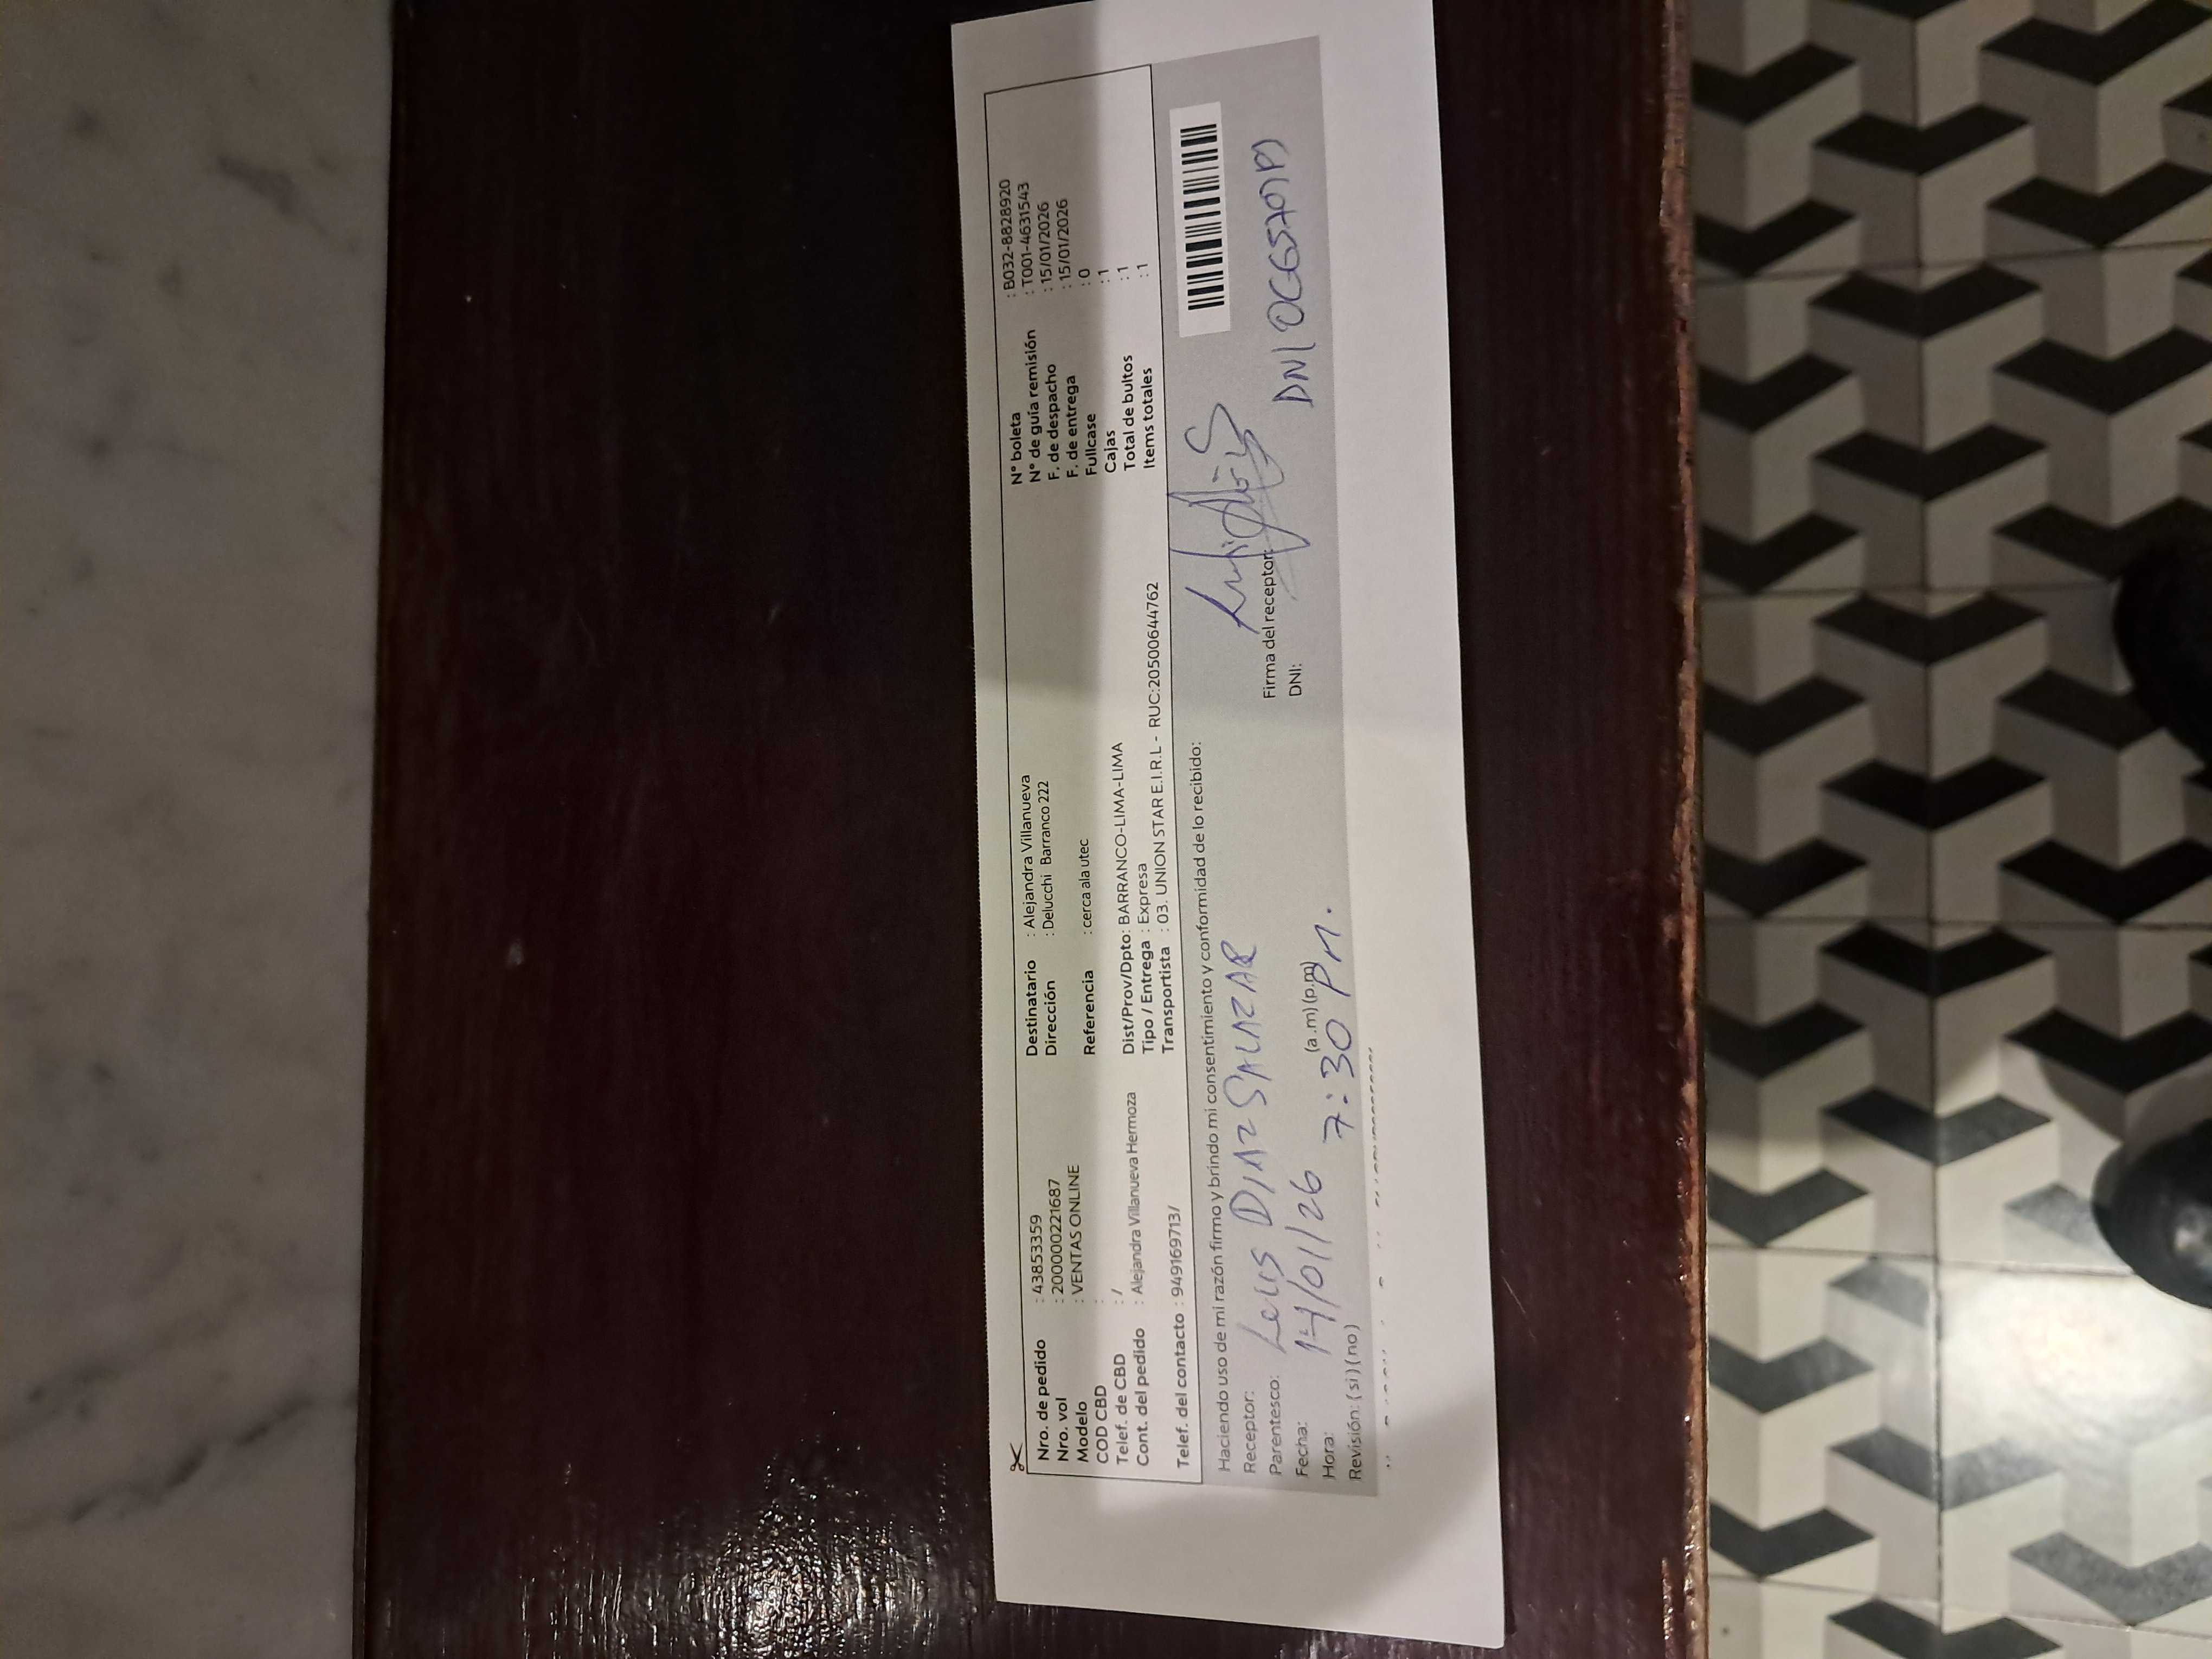 Nro. de pedido : 43853359
Nro. vol : 2000000221687
Modelo : VENTAS ONLINE
COD CBD :
Telef. de CBD : /
Cont. del pedido : Alejandra Villanueva Hermoza
Telef. del contacto : 949169713/
Destinatario : Alejandra Villanueva
Dirección : Delucchi Barranco 222
Referencia : cerca ala utec
Dist/Prov/Dpto: BARRANCO-LIMA-LIMA
Tipo / Entrega : Expresa
Transportista : 03. UNION STAR E.I.R.L - RUC:20500644762
N° boleta : B032-8828920
N° de guía remisión : T001-4631543
F. de despacho : 15/01/2026
F. de entrega : 15/01/2026
Fullcase : 0
Cajas : 1
Total de bultos : 1
Items totales : 1
Haciendo uso de mi razón firmo y brindo mi consentimiento y conformidad de lo recibido:
Receptor: Luis DIAZ SALAZAR
Parentesco:
Fecha: 14/01/26
Hora: 7:30 PM. (a.m) (p.m)
Revisión: (si) (no)
Firma del receptor:
DNI:
DNI